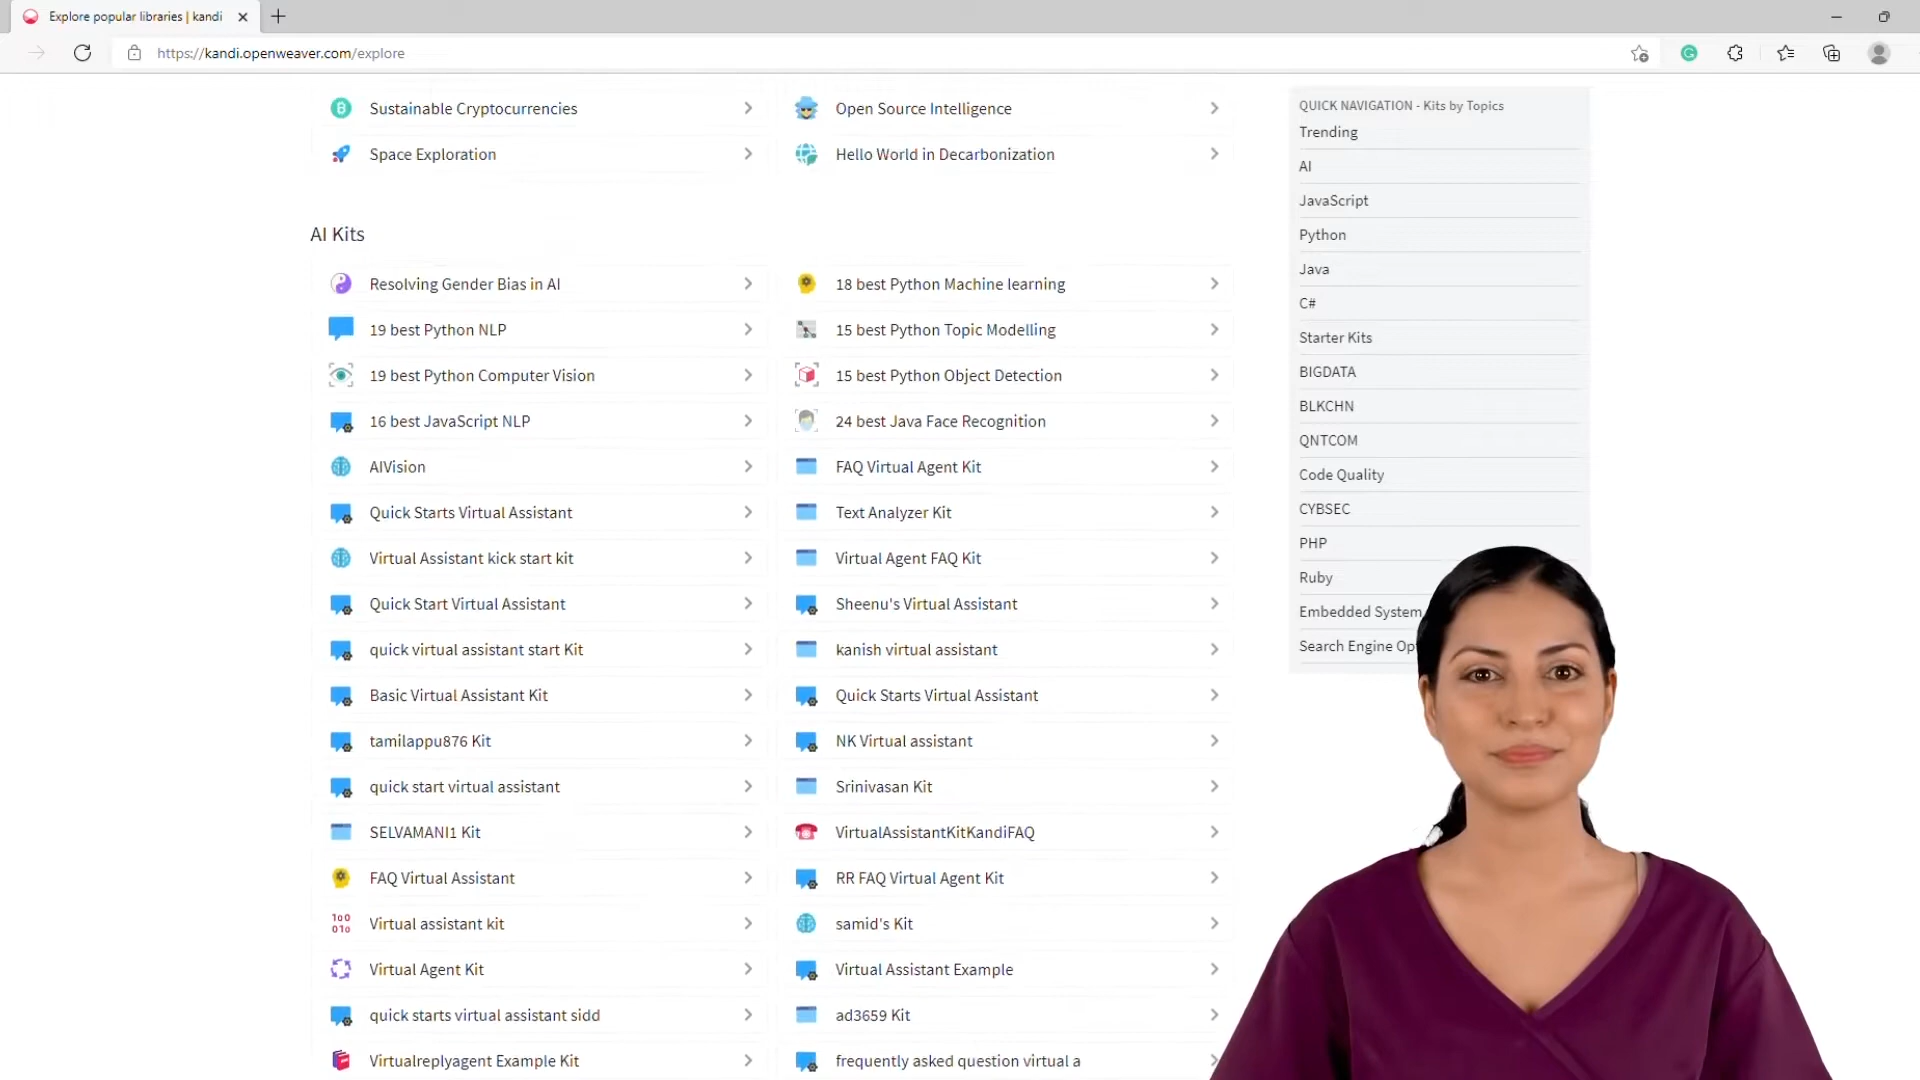 Explore popular libraries | kandi
https://kandi.openweaver.com/explore
Sustainable Cryptocurrencies
Open Source Intelligence
Space Exploration
Hello World in Decarbonization
AI Kits
Resolving Gender Bias in AI
18 best Python Machine learning
19 best Python NLP
15 best Python Topic Modelling
19 best Python Computer Vision
15 best Python Object Detection
16 best JavaScript NLP
24 best Java Face Recognition
AIVision
FAQ Virtual Agent Kit
Quick Starts Virtual Assistant
Text Analyzer Kit
Virtual Assistant kick start kit
Virtual Agent FAQ Kit
Quick Start Virtual Assistant
Sheenu's Virtual Assistant
quick virtual assistant start Kit
kanish virtual assistant
Basic Virtual Assistant Kit
Quick Starts Virtual Assistant
tamilappu876 Kit
NK Virtual assistant
quick start virtual assistant
Srinivasan Kit
SELVAMANI1 Kit
VirtualAssistantKitKandiFAQ
FAQ Virtual Assistant
RR FAQ Virtual Agent Kit
Virtual assistant kit
samid's Kit
Virtual Agent Kit
Virtual Assistant Example
quick starts virtual assistant sidd
ad3659 Kit
Virtualreplyagent Example Kit
frequently asked question virtual a
QUICK NAVIGATION - Kits by Topics
Trending
AI
JavaScript
Python
Java
C#
Starter Kits
BIGDATA
BLKCHN
QNTCOM
Code Quality
CYBSEC
PHP
Ruby
Embedded System
Search Engine Op